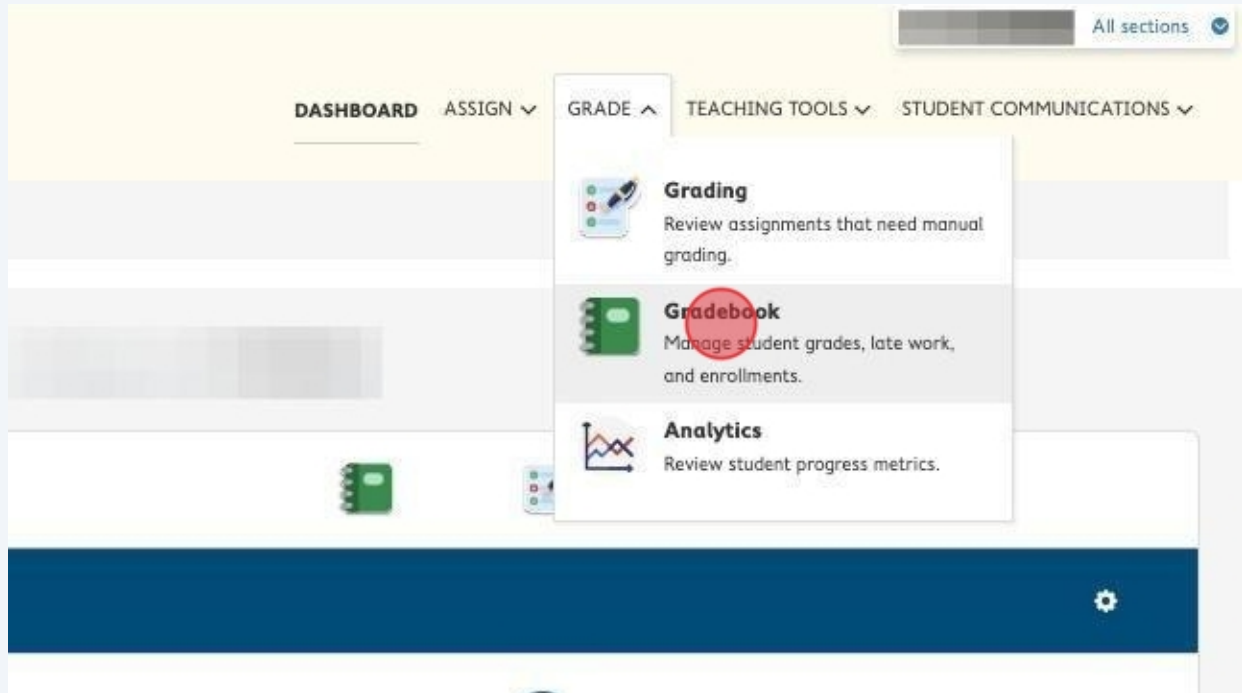 All sections
DASHBOARD ASSIGN GRADE TEACHING TOOLS STUDENT COMMUNICATIONS
Grading
Review assignments that need manual
grading.
Gradebook
Manage student grades, late work,
and enrollments.
Analytics
Review student progress metrics.